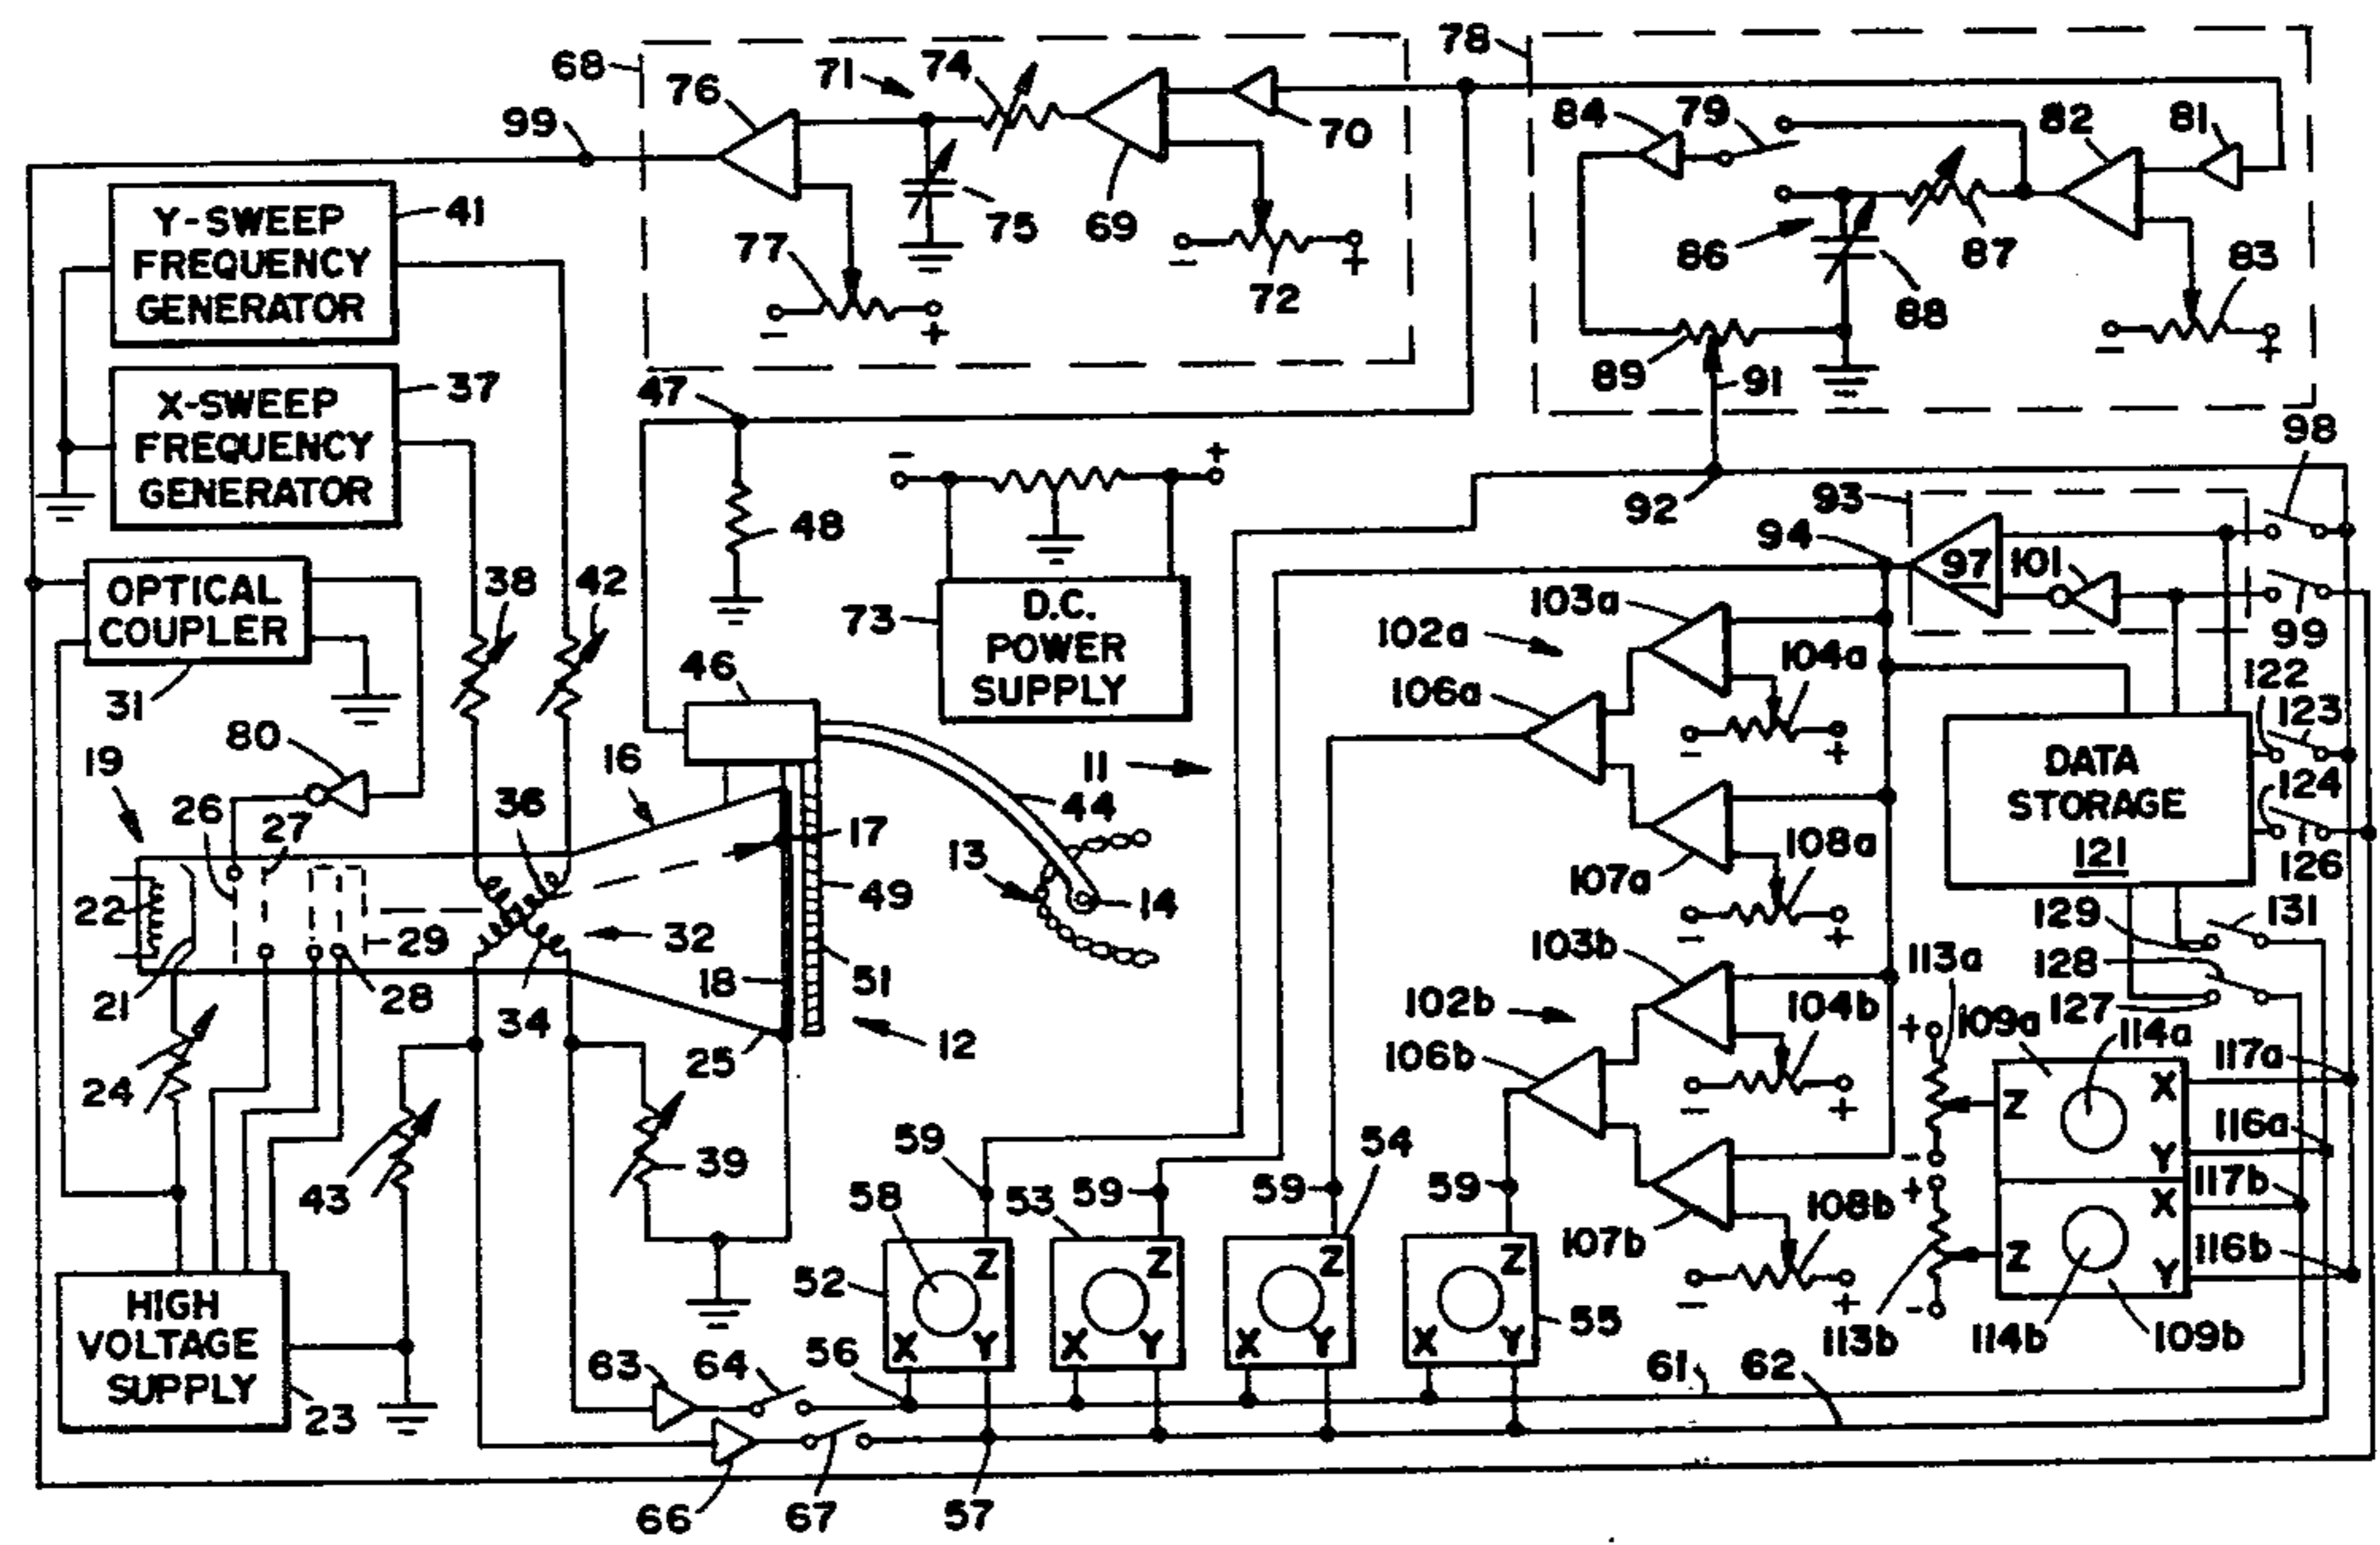 78
68
76
71
74
99
70
84
79
82
81
Y-SWEEP
FREQUENCY
GENERATOR
41
77
75
69
72
- +
- +
86
87
88
83
89
91
- +
X-SWEEP
FREQUENCY
GENERATOR
37
47
48
- +
92
93
98
94
97
101
99
OPTICAL
COUPLER
31
38
42
73
D.C.
POWER
SUPPLY
46
102a
103a
104a
106a
- +
122
123
124
126
DATA
STORAGE
121
80
19
26
27
16
36
11
44
17
13
14
49
107a
108a
- +
22
29
32
18
51
12
21
28
34
25
24
43
39
102b
103b
104b
106b
- +
129
131
128
127
113a
109a
114a
117a
+
Z X
Y
116a
-
+
117b
X
Z
Y
116b
-
113b
114b
109b
107b
108b
- +
59
58
53
59
59
54
59
52
Z
X Y
Z
X Y
Z
X Y
Z
X Y
55
HIGH
VOLTAGE
SUPPLY
23
63
64
56
61
62
66
67
57